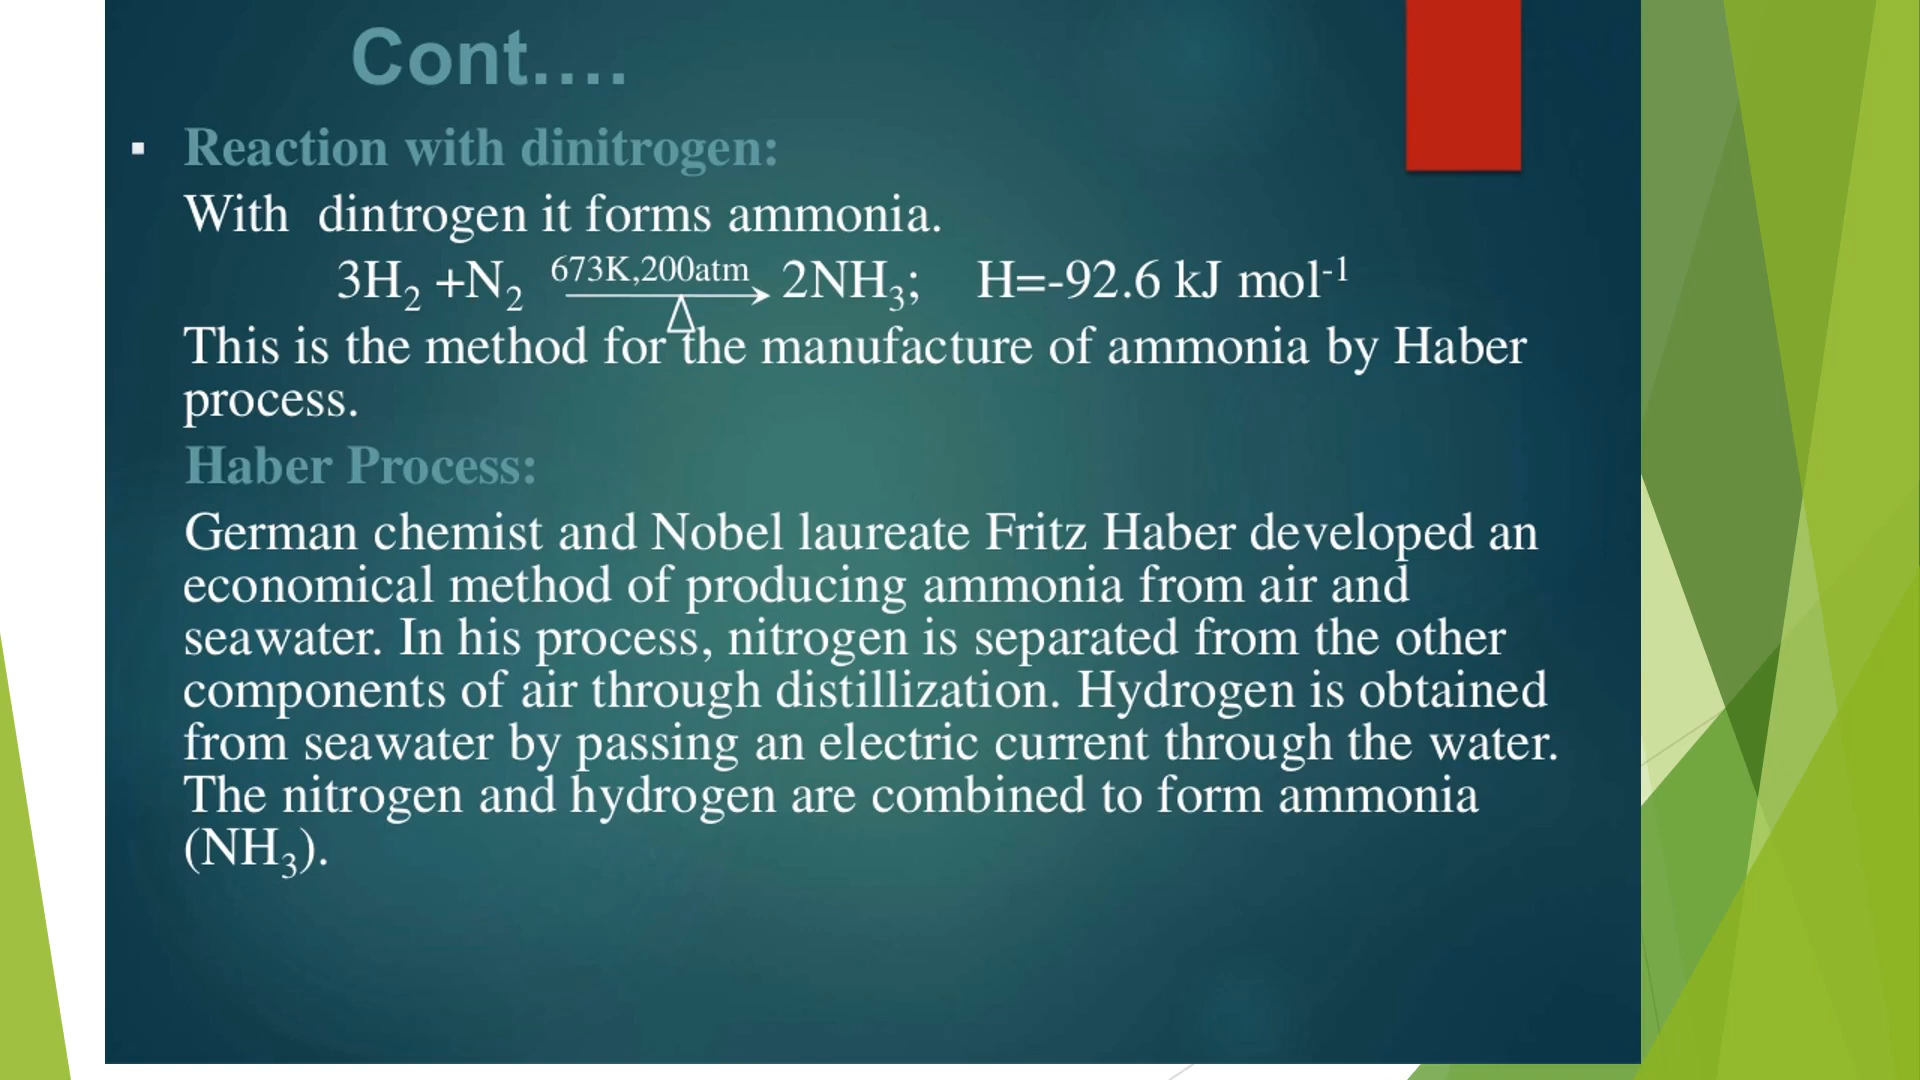 Cont....
▪ Reaction with dinitrogen:
With dintrogen it forms ammonia.
3H₂ +N₂ 673K,200atm → 2NH₃; H=-92.6 kJ mol⁻¹
Δ
This is the method for the manufacture of ammonia by Haber
process.
Haber Process:
German chemist and Nobel laureate Fritz Haber developed an
economical method of producing ammonia from air and
seawater. In his process, nitrogen is separated from the other
components of air through distillization. Hydrogen is obtained
from seawater by passing an electric current through the water.
The nitrogen and hydrogen are combined to form ammonia
(NH₃).